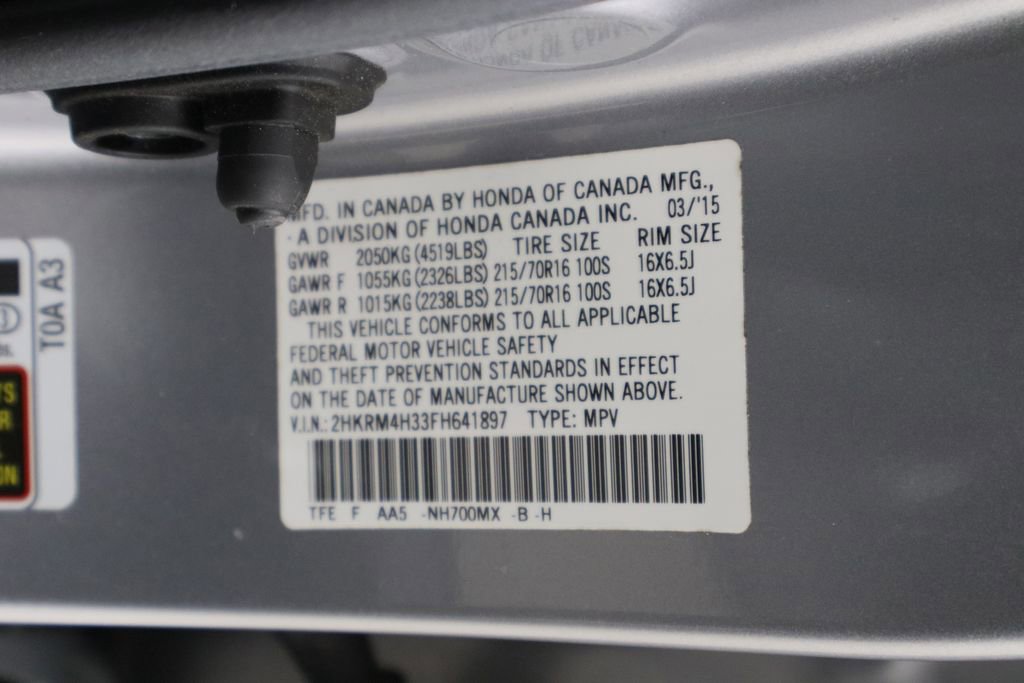 MFD. IN CANADA BY HONDA OF CANADA MFG.,
A DIVISION OF HONDA CANADA INC. 03/'15
GVWR 2050KG (4519LBS) TIRE SIZE RIM SIZE
GAWR F 1055KG (2326LBS) 215/70R16 100S 16X6.5J
GAWR R 1015KG (2238LBS) 215/70R16 100S 16X6.5J
THIS VEHICLE CONFORMS TO ALL APPLICABLE
FEDERAL MOTOR VEHICLE SAFETY
AND THEFT PREVENTION STANDARDS IN EFFECT
ON THE DATE OF MANUFACTURE SHOWN ABOVE.
V.I.N.: 2HKRM4H33FH641897 TYPE: MPV
TFE F AA5 -NH700MX -B -H
T0A A3